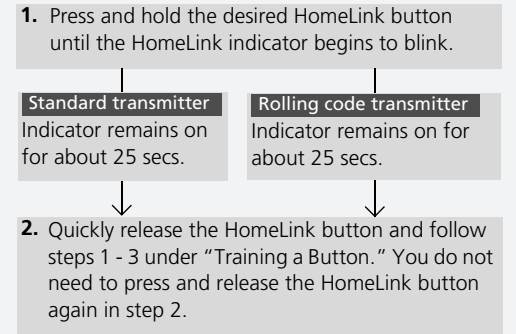 1. Press and hold the desired HomeLink button
until the HomeLink indicator begins to blink.
Standard transmitter
Indicator remains on
for about 25 secs.
Rolling code transmitter
Indicator remains on for
about 25 secs.
2. Quickly release the HomeLink button and follow
steps 1 - 3 under “Training a Button.” You do not
need to press and release the HomeLink button
again in step 2.